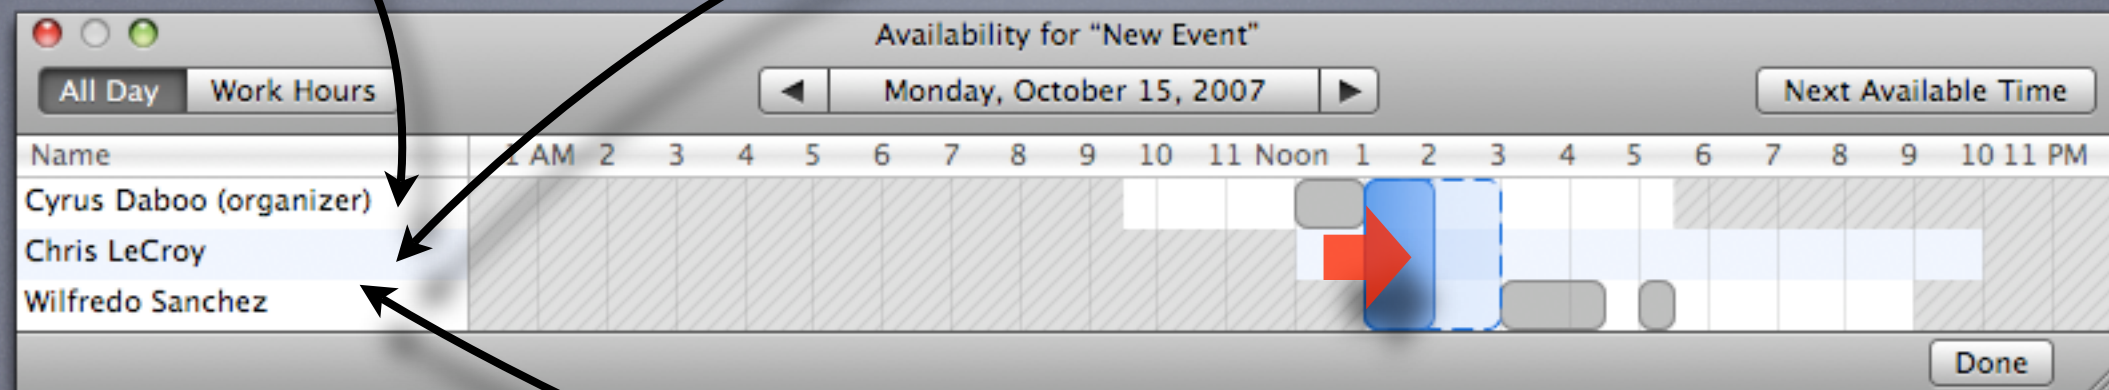 Availability for “New Event”
All Day Work Hours Monday, October 15, 2007 Next Available Time
Name 1 AM 2 3 4 5 6 7 8 9 10 11 Noon 1 2 3 4 5 6 7 8 9 10 11 PM
Cyrus Daboo (organizer)
Chris LeCroy
Wilfredo Sanchez
Done